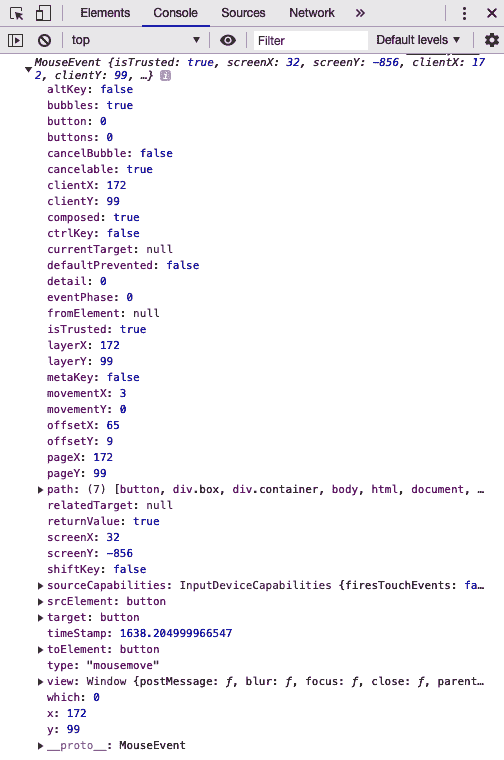 Elements Console Sources Network »
top Filter Default levels
MouseEvent {isTrusted: true, screenX: 32, screenY: -856, clientX: 17
2, clientY: 99, …} i
altKey: false
bubbles: true
button: 0
buttons: 0
cancelBubble: false
cancelable: true
clientX: 172
clientY: 99
composed: true
ctrlKey: false
currentTarget: null
defaultPrevented: false
detail: 0
eventPhase: 0
fromElement: null
isTrusted: true
layerX: 172
layerY: 99
metaKey: false
movementX: 3
movementY: 0
offsetX: 65
offsetY: 9
pageX: 172
pageY: 99
path: (7) [button, div.box, div.container, body, html, document, …
relatedTarget: null
returnValue: true
screenX: 32
screenY: -856
shiftKey: false
sourceCapabilities: InputDeviceCapabilities {firesTouchEvents: fa…
srcElement: button
target: button
timeStamp: 1638.204999966547
toElement: button
type: "mousemove"
view: Window {postMessage: ƒ, blur: ƒ, focus: ƒ, close: ƒ, parent…
which: 0
x: 172
y: 99
__proto__: MouseEvent